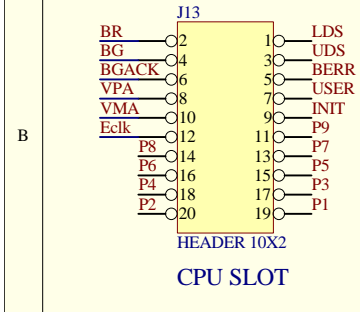 J13
BR 2 1 LDS
BG 4 3 UDS
BGACK 6 5 BERR
VPA 8 7 USER
VMA 10 9 INIT
Eclk 12 11 P9
P8 14 13 P7
P6 16 15 P5
P4 18 17 P3
P2 20 19 P1
HEADER 10X2
CPU SLOT
B